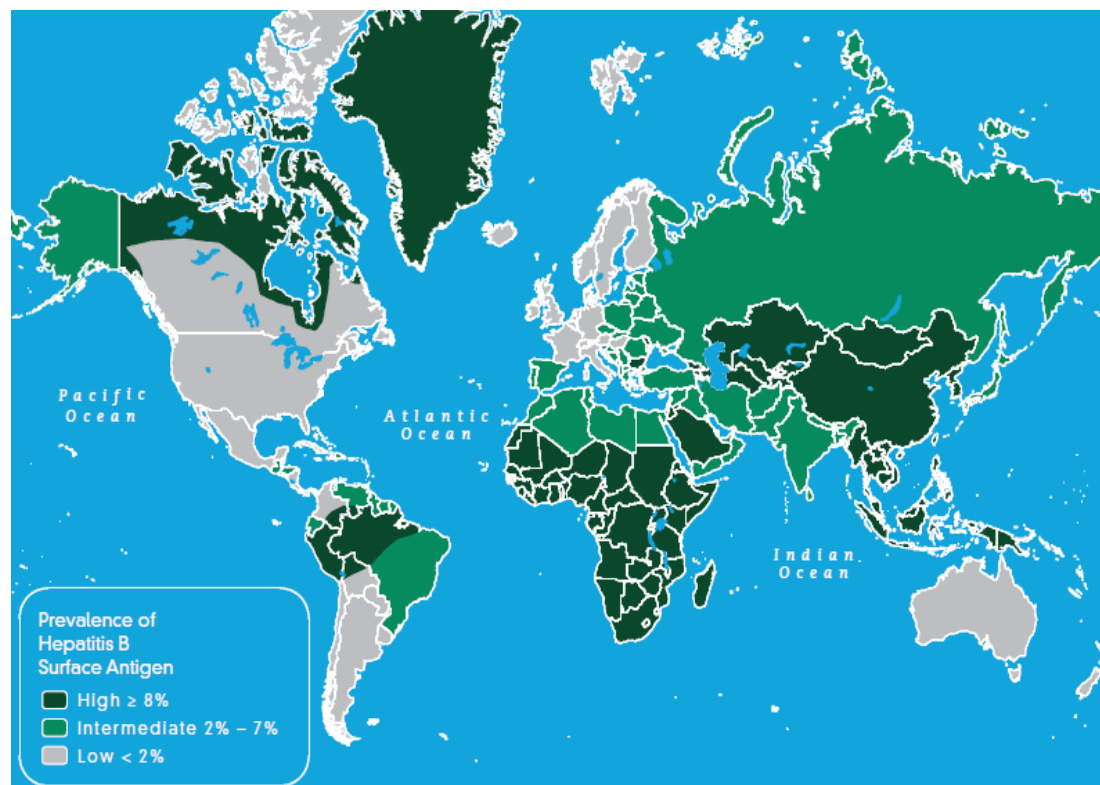 Pacific
Ocean
Atlantic
Ocean
Indian
Ocean
Prevalence of
Hepatitis B
Surface Antigen
High ≥ 8%
Intermediate 2% – 7%
Low < 2%